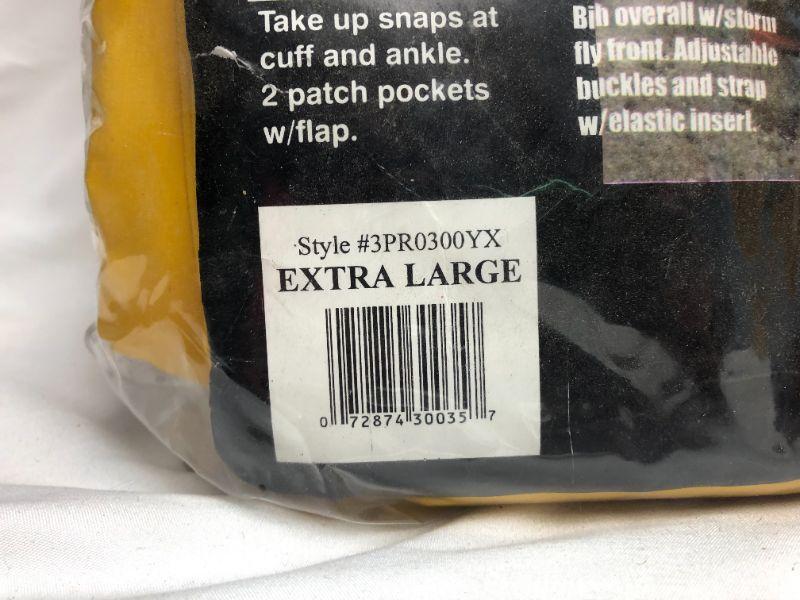 Take up snaps at
cuff and ankle.
2 patch pockets
w/flap.
Bib overall w/storm
fly front. Adjustable
buckles and strap
w/elastic insert.
Style #3PR0300YX
EXTRA LARGE
0 72874 30035 7